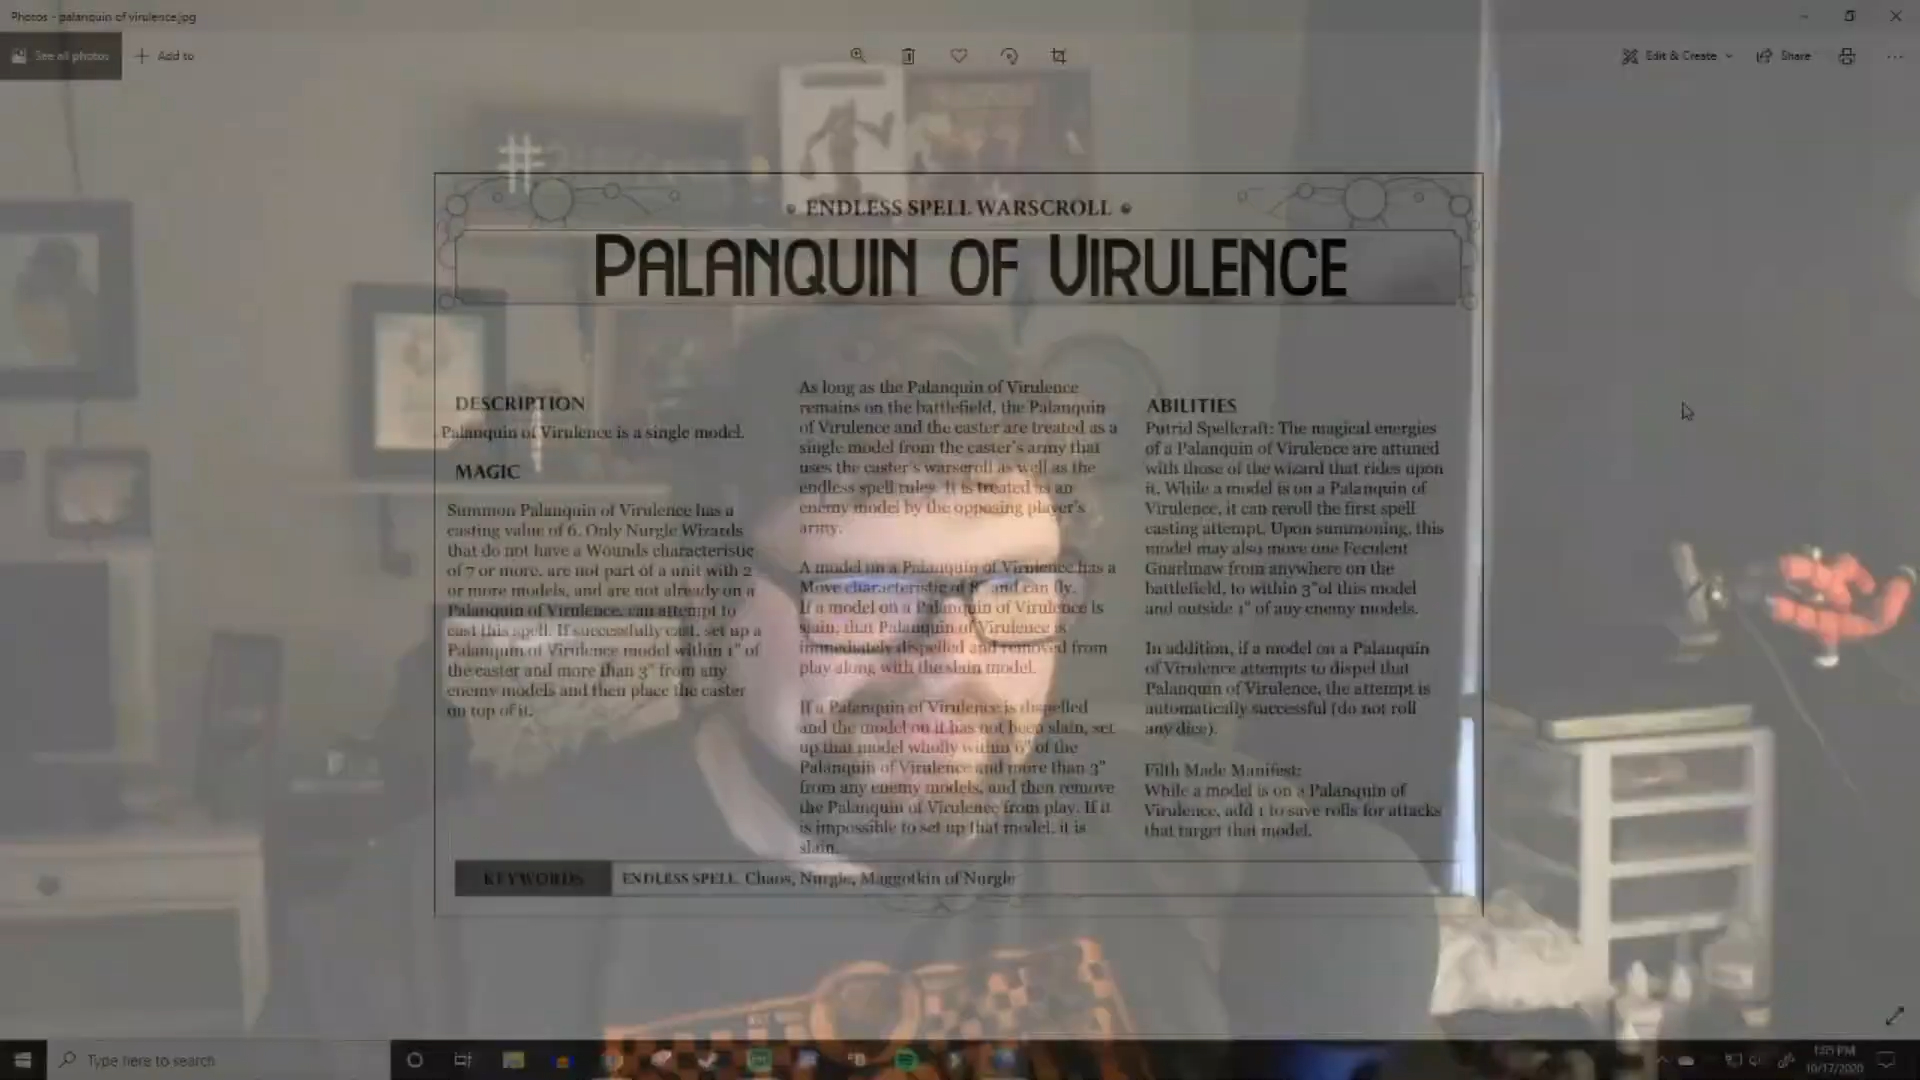 Photos - palanquin of virulence.jpg
See all photos
Add to
Edit & Create
Share
#
• ENDLESS SPELL WARSCROLL •
PALANQUIN OF VIRULENCE
DESCRIPTION
Palanquin of Virulence is a single model.
MAGIC
Summon Palanquin of Virulence has a
casting value of 6. Only Nurgle Wizards
that do not have a Wounds characteristic
of 7 or more, are not part of a unit with 2
or more models, and are not already on a
Palanquin of Virulence, can attempt to
cast this spell. If successfully cast, set up a
Palanquin of Virulence model within 1" of
the caster and more than 3" from any
enemy models and then place the caster
on top of it.
As long as the Palanquin of Virulence
remains on the battlefield, the Palanquin
of Virulence and the caster are treated as a
single model from the caster's army that
uses the caster's warscroll as well as the
endless spell rules. It is treated as an
enemy model by the opposing player's
army.
A model on a Palanquin of Virulence has a
Move characteristic of 8" and can fly.
If a model on a Palanquin of Virulence is
slain, that Palanquin of Virulence is
immediately dispelled and removed from
play along with the slain model.
If a Palanquin of Virulence is dispelled
and the model on it has not been slain, set
up that model wholly within 6" of the
Palanquin of Virulence and more than 3"
from any enemy models, and then remove
the Palanquin of Virulence from play. If it
is impossible to set up that model, it is
slain.
ABILITIES
Putrid Spellcraft: The magical energies
of a Palanquin of Virulence are attuned
with those of the wizard that rides upon
it. While a model is on a Palanquin of
Virulence, it can reroll the first spell
casting attempt. Upon summoning, this
model may also move one Feculent
Gnarlmaw from anywhere on the
battlefield, to within 3"of this model
and outside 1" of any enemy models.
In addition, if a model on a Palanquin
of Virulence attempts to dispel that
Palanquin of Virulence, the attempt is
automatically successful (do not roll
any dice).
Filth Made Manifest:
While a model is on a Palanquin of
Virulence, add 1 to save rolls for attacks
that target that model.
KEYWORDS
ENDLESS SPELL, Chaos, Nurgle, Maggotkin of Nurgle
Type here to search
1:05 PM
10/17/2020